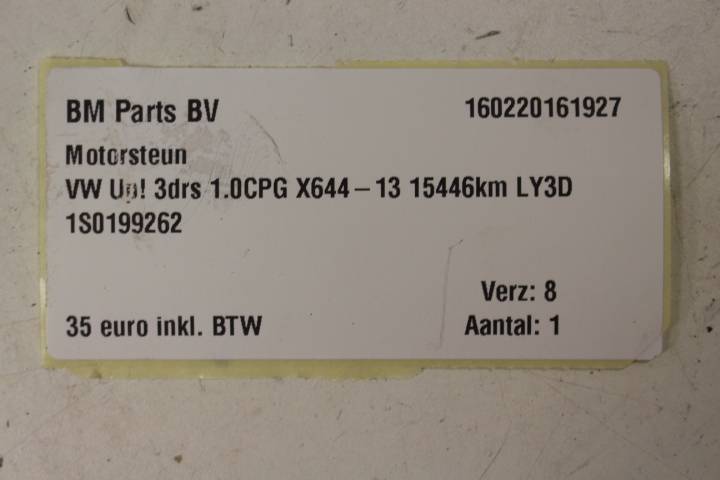 BM Parts BV 160220161927
Motorsteun
VW Up! 3drs 1.0CPG X644-13 15446km LY3D
1S0199262
Verz: 8
35 euro inkl. BTW Aantal: 1